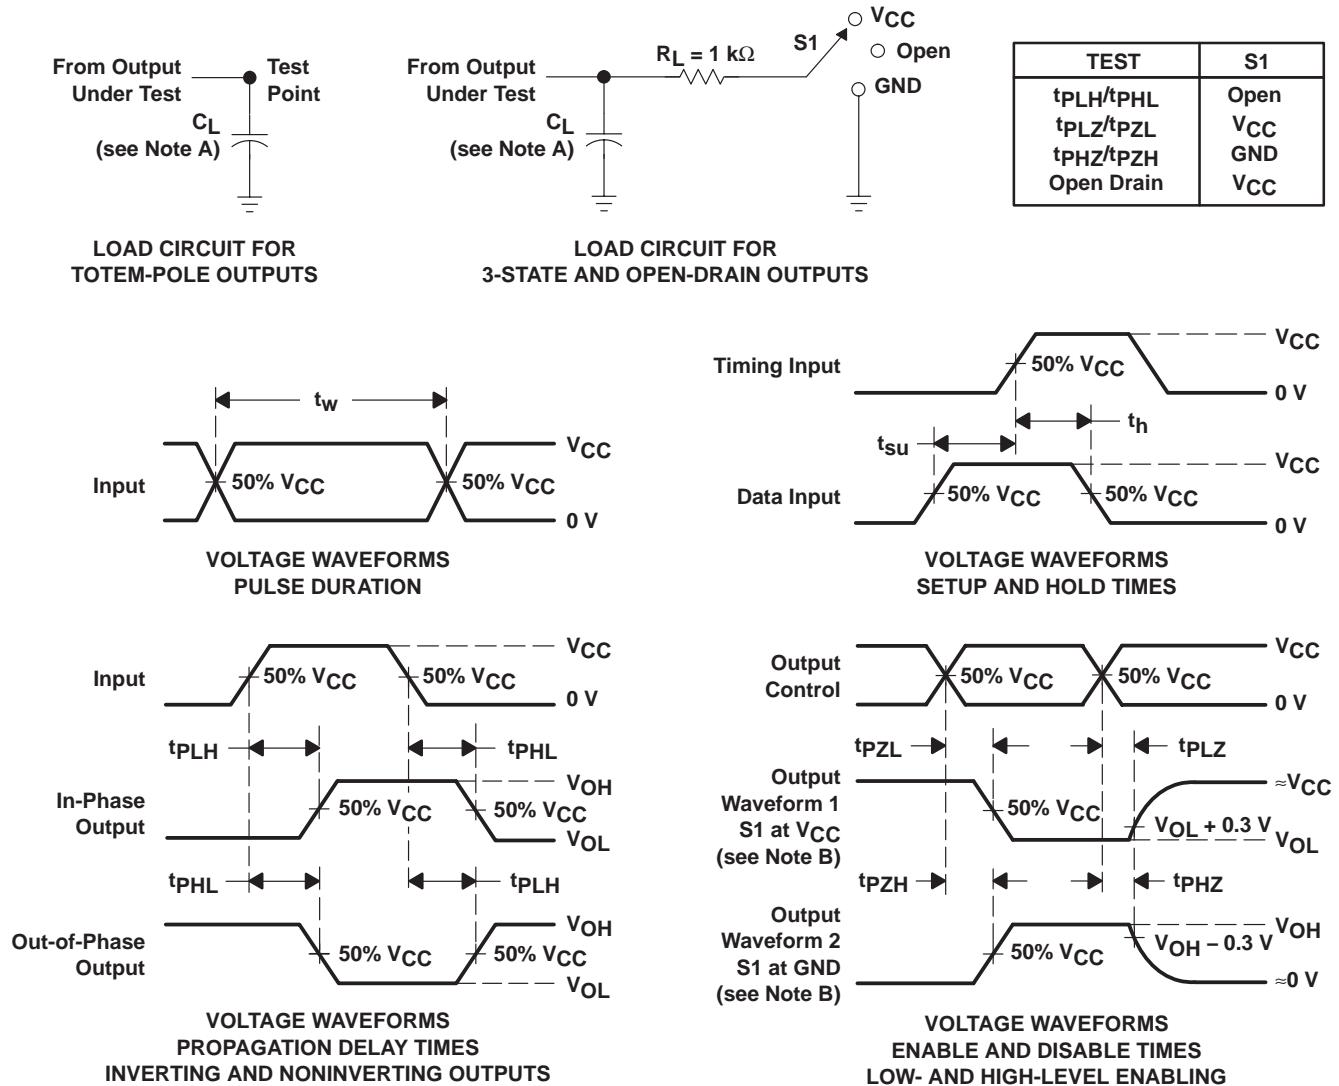 From Output
Under Test
Test
Point
CL
(see Note A)
LOAD CIRCUIT FOR
TOTEM-POLE OUTPUTS
From Output
Under Test
CL
(see Note A)
RL = 1 kΩ
S1
VCC
Open
GND
LOAD CIRCUIT FOR
3-STATE AND OPEN-DRAIN OUTPUTS
TEST S1
tPLH/tPHL Open
tPLZ/tPZL VCC
tPHZ/tPZH GND
Open Drain VCC
tw
Input
50% VCC
50% VCC
VCC
0 V
VOLTAGE WAVEFORMS
PULSE DURATION
Timing Input
50% VCC
VCC
0 V
tsu
th
Data Input
50% VCC
50% VCC
VCC
0 V
VOLTAGE WAVEFORMS
SETUP AND HOLD TIMES
Input
50% VCC
50% VCC
VCC
0 V
tPLH
tPHL
In-Phase
Output
50% VCC
50% VCC
VOH
VOL
tPHL
tPLH
Out-of-Phase
Output
50% VCC
50% VCC
VOH
VOL
VOLTAGE WAVEFORMS
PROPAGATION DELAY TIMES
INVERTING AND NONINVERTING OUTPUTS
Output
Control
50% VCC
50% VCC
VCC
0 V
tPZL
tPLZ
Output
Waveform 1
S1 at VCC
(see Note B)
50% VCC
≈VCC
VOL + 0.3 V
VOL
tPZH
tPHZ
Output
Waveform 2
S1 at GND
(see Note B)
50% VCC
VOH
VOH − 0.3 V
≈0 V
VOLTAGE WAVEFORMS
ENABLE AND DISABLE TIMES
LOW- AND HIGH-LEVEL ENABLING